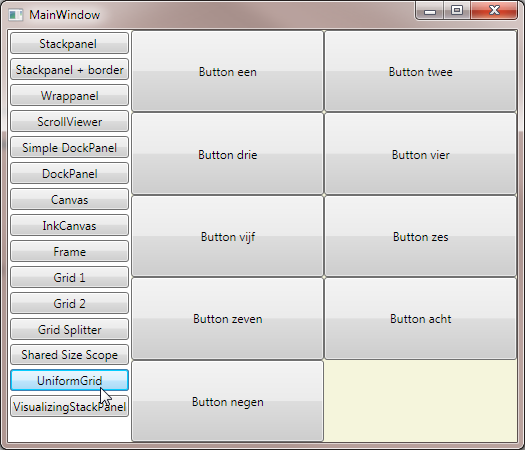 MainWindow
Stackpanel
Stackpanel + border
Wrappanel
ScrollViewer
Simple DockPanel
DockPanel
Canvas
InkCanvas
Frame
Grid 1
Grid 2
Grid Splitter
Shared Size Scope
UniformGrid
VisualizingStackPanel
Button een
Button twee
Button drie
Button vier
Button vijf
Button zes
Button zeven
Button acht
Button negen